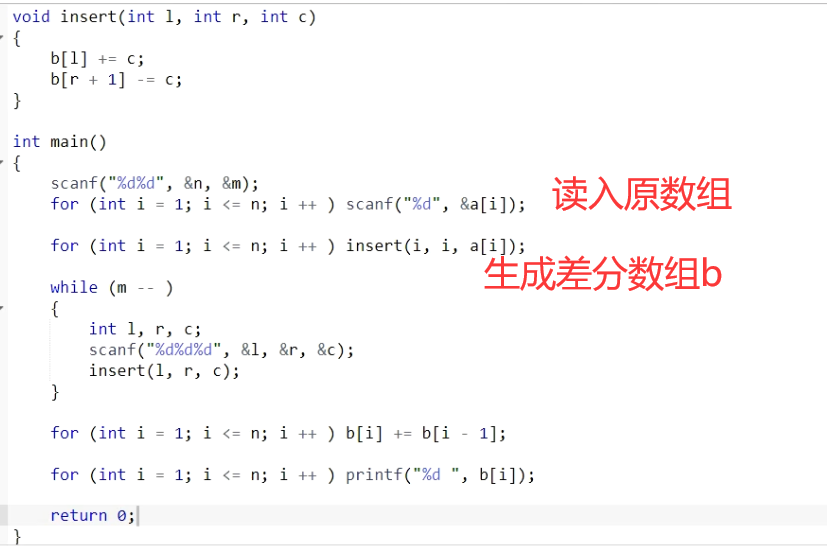 void insert(int l, int r, int c)
{
    b[l] += c;
    b[r + 1] -= c;
}
int main()
{
    scanf("%d%d", &n, &m);
    for (int i = 1; i <= n; i ++ ) scanf("%d", &a[i]);
读入原数组
    for (int i = 1; i <= n; i ++ ) insert(i, i, a[i]);
生成差分数组b
    while (m -- )
    {
        int l, r, c;
        scanf("%d%d%d", &l, &r, &c);
        insert(l, r, c);
    }
    for (int i = 1; i <= n; i ++ ) b[i] += b[i - 1];
    for (int i = 1; i <= n; i ++ ) printf("%d ", b[i]);
    return 0;
}